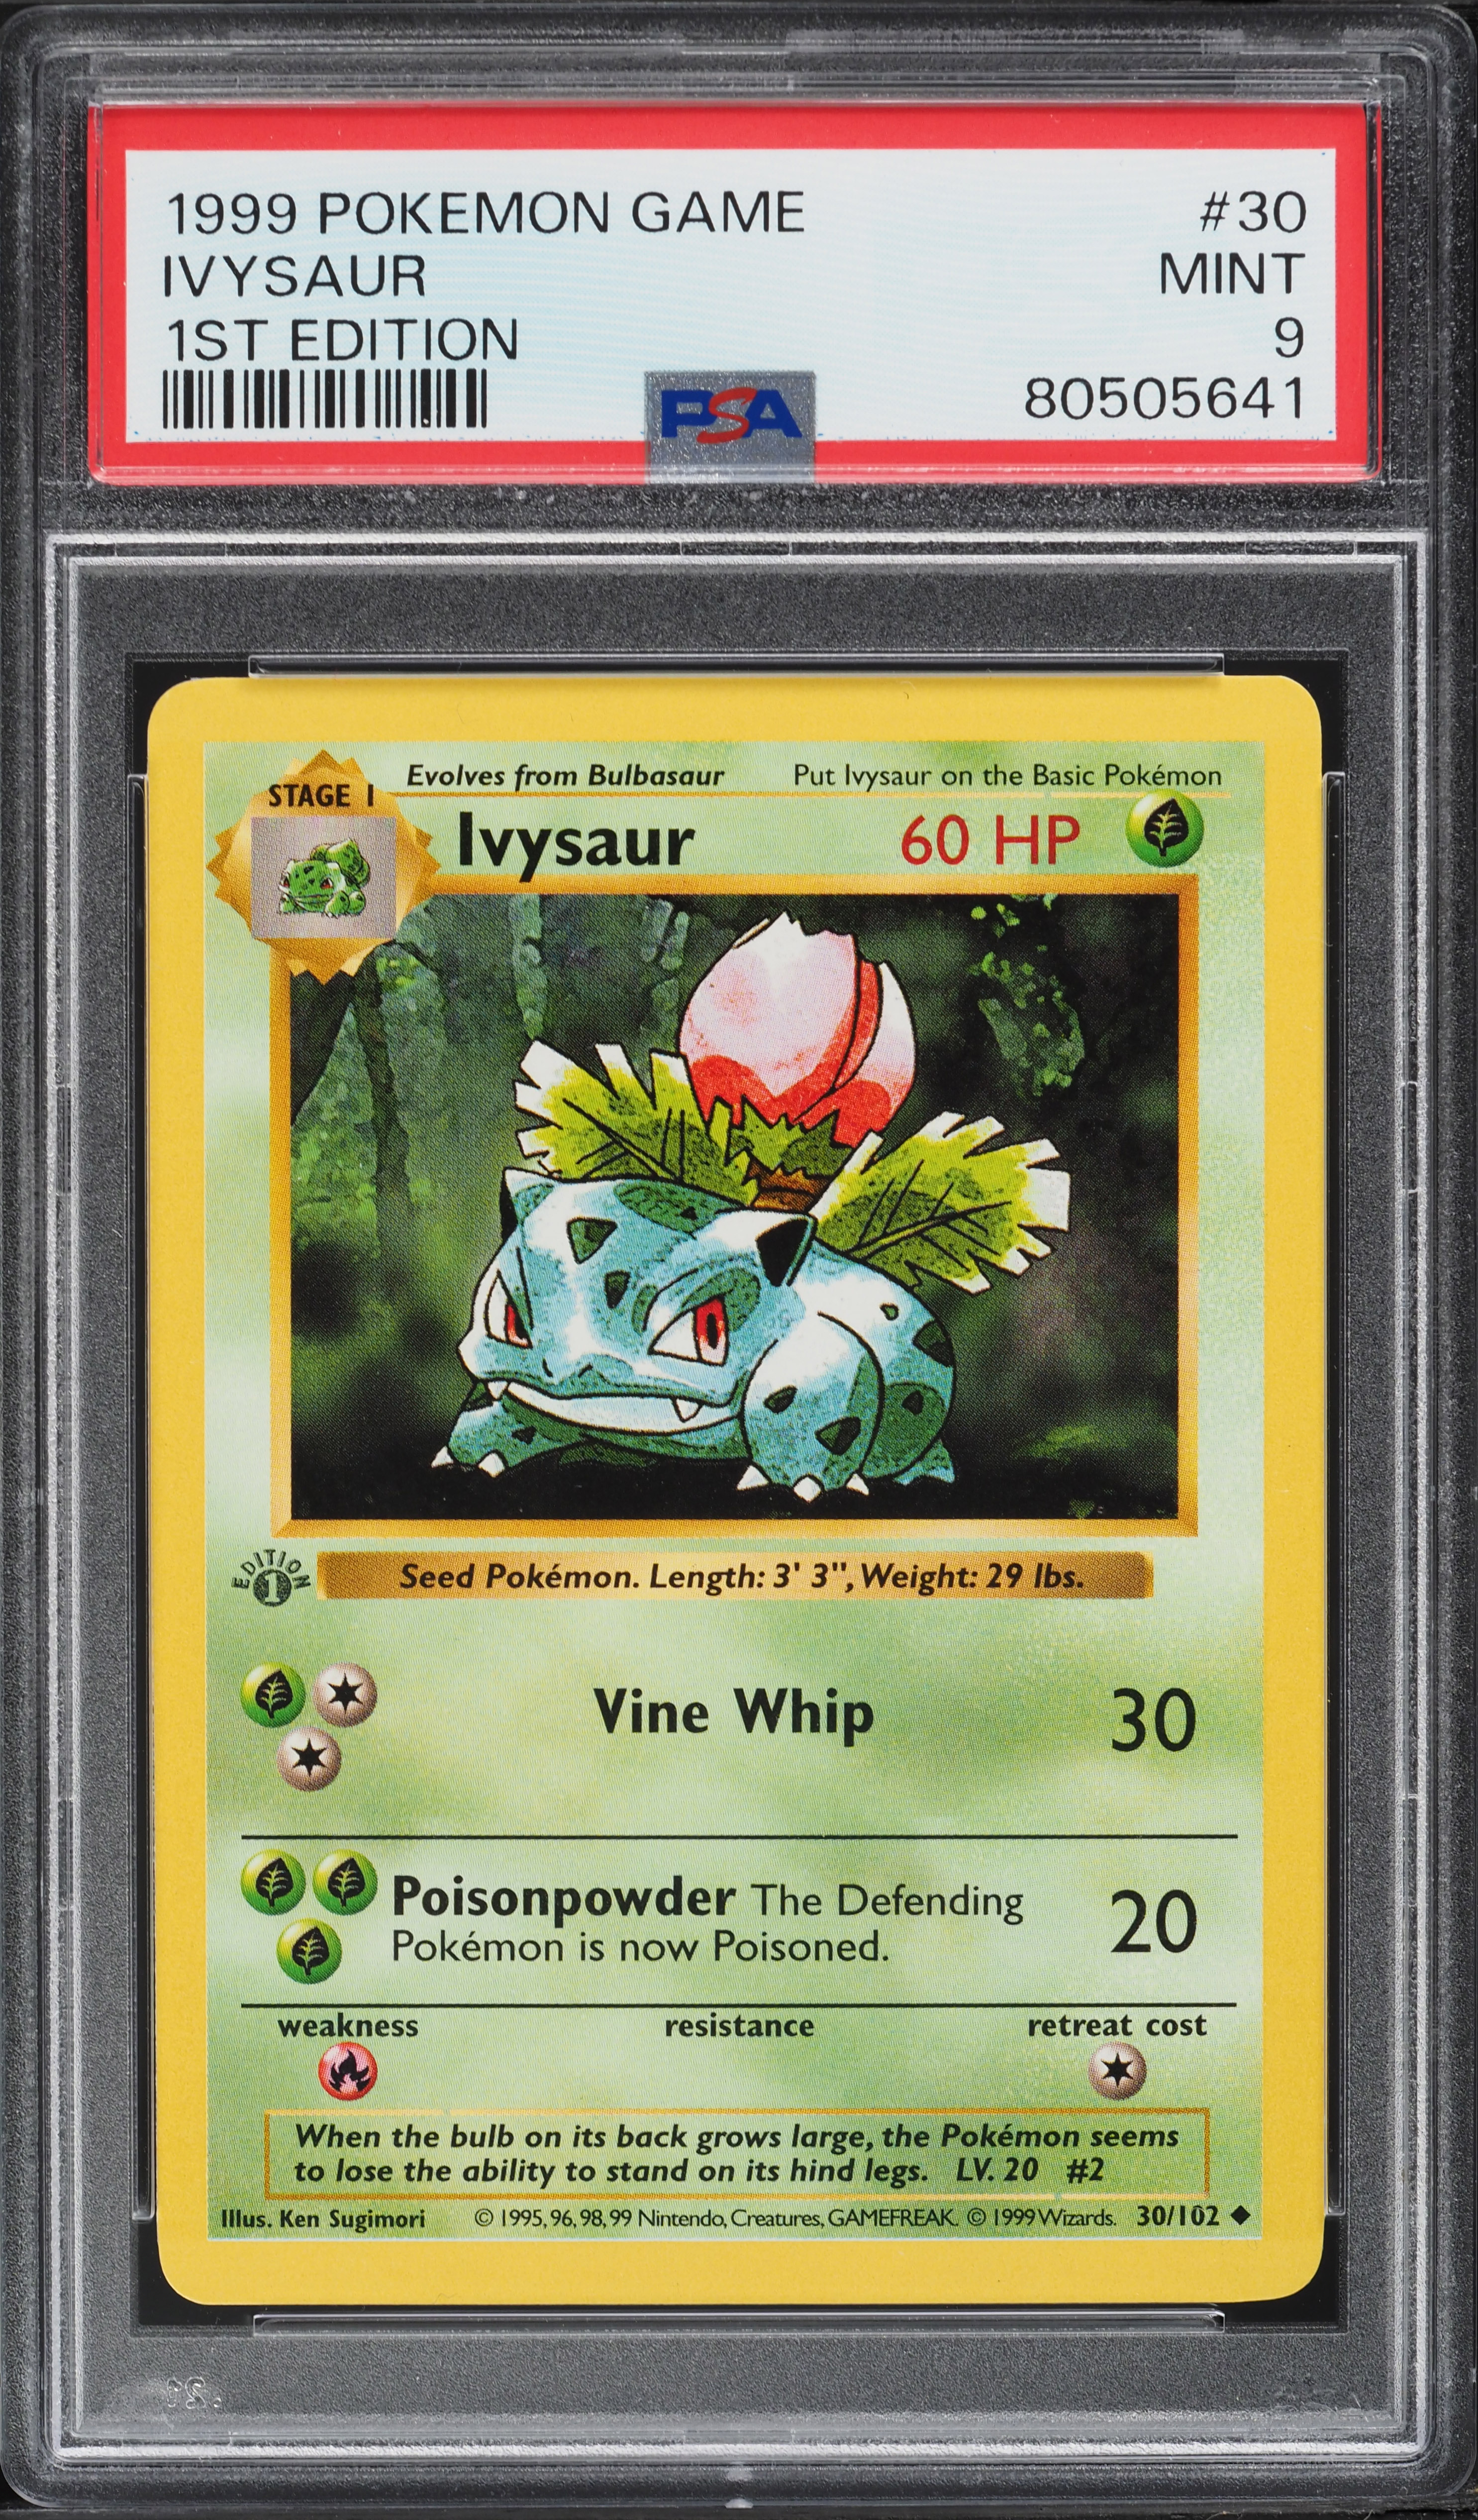 1999 POKEMON GAME #30
IVYSAUR MINT
1ST EDITION 9
PSA 80505641
Evolves from Bulbasaur Put Ivysaur on the Basic Pokémon
STAGE 1
Ivysaur 60 HP
EDITION
1
Seed Pokémon. Length: 3' 3", Weight: 29 lbs.
Vine Whip 30
Poisonpowder The Defending
Pokémon is now Poisoned. 20
weakness resistance retreat cost
When the bulb on its back grows large, the Pokémon seems
to lose the ability to stand on its hind legs. LV. 20 #2
Illus. Ken Sugimori © 1995, 96, 98, 99 Nintendo, Creatures, GAMEFREAK. © 1999 Wizards. 30/102